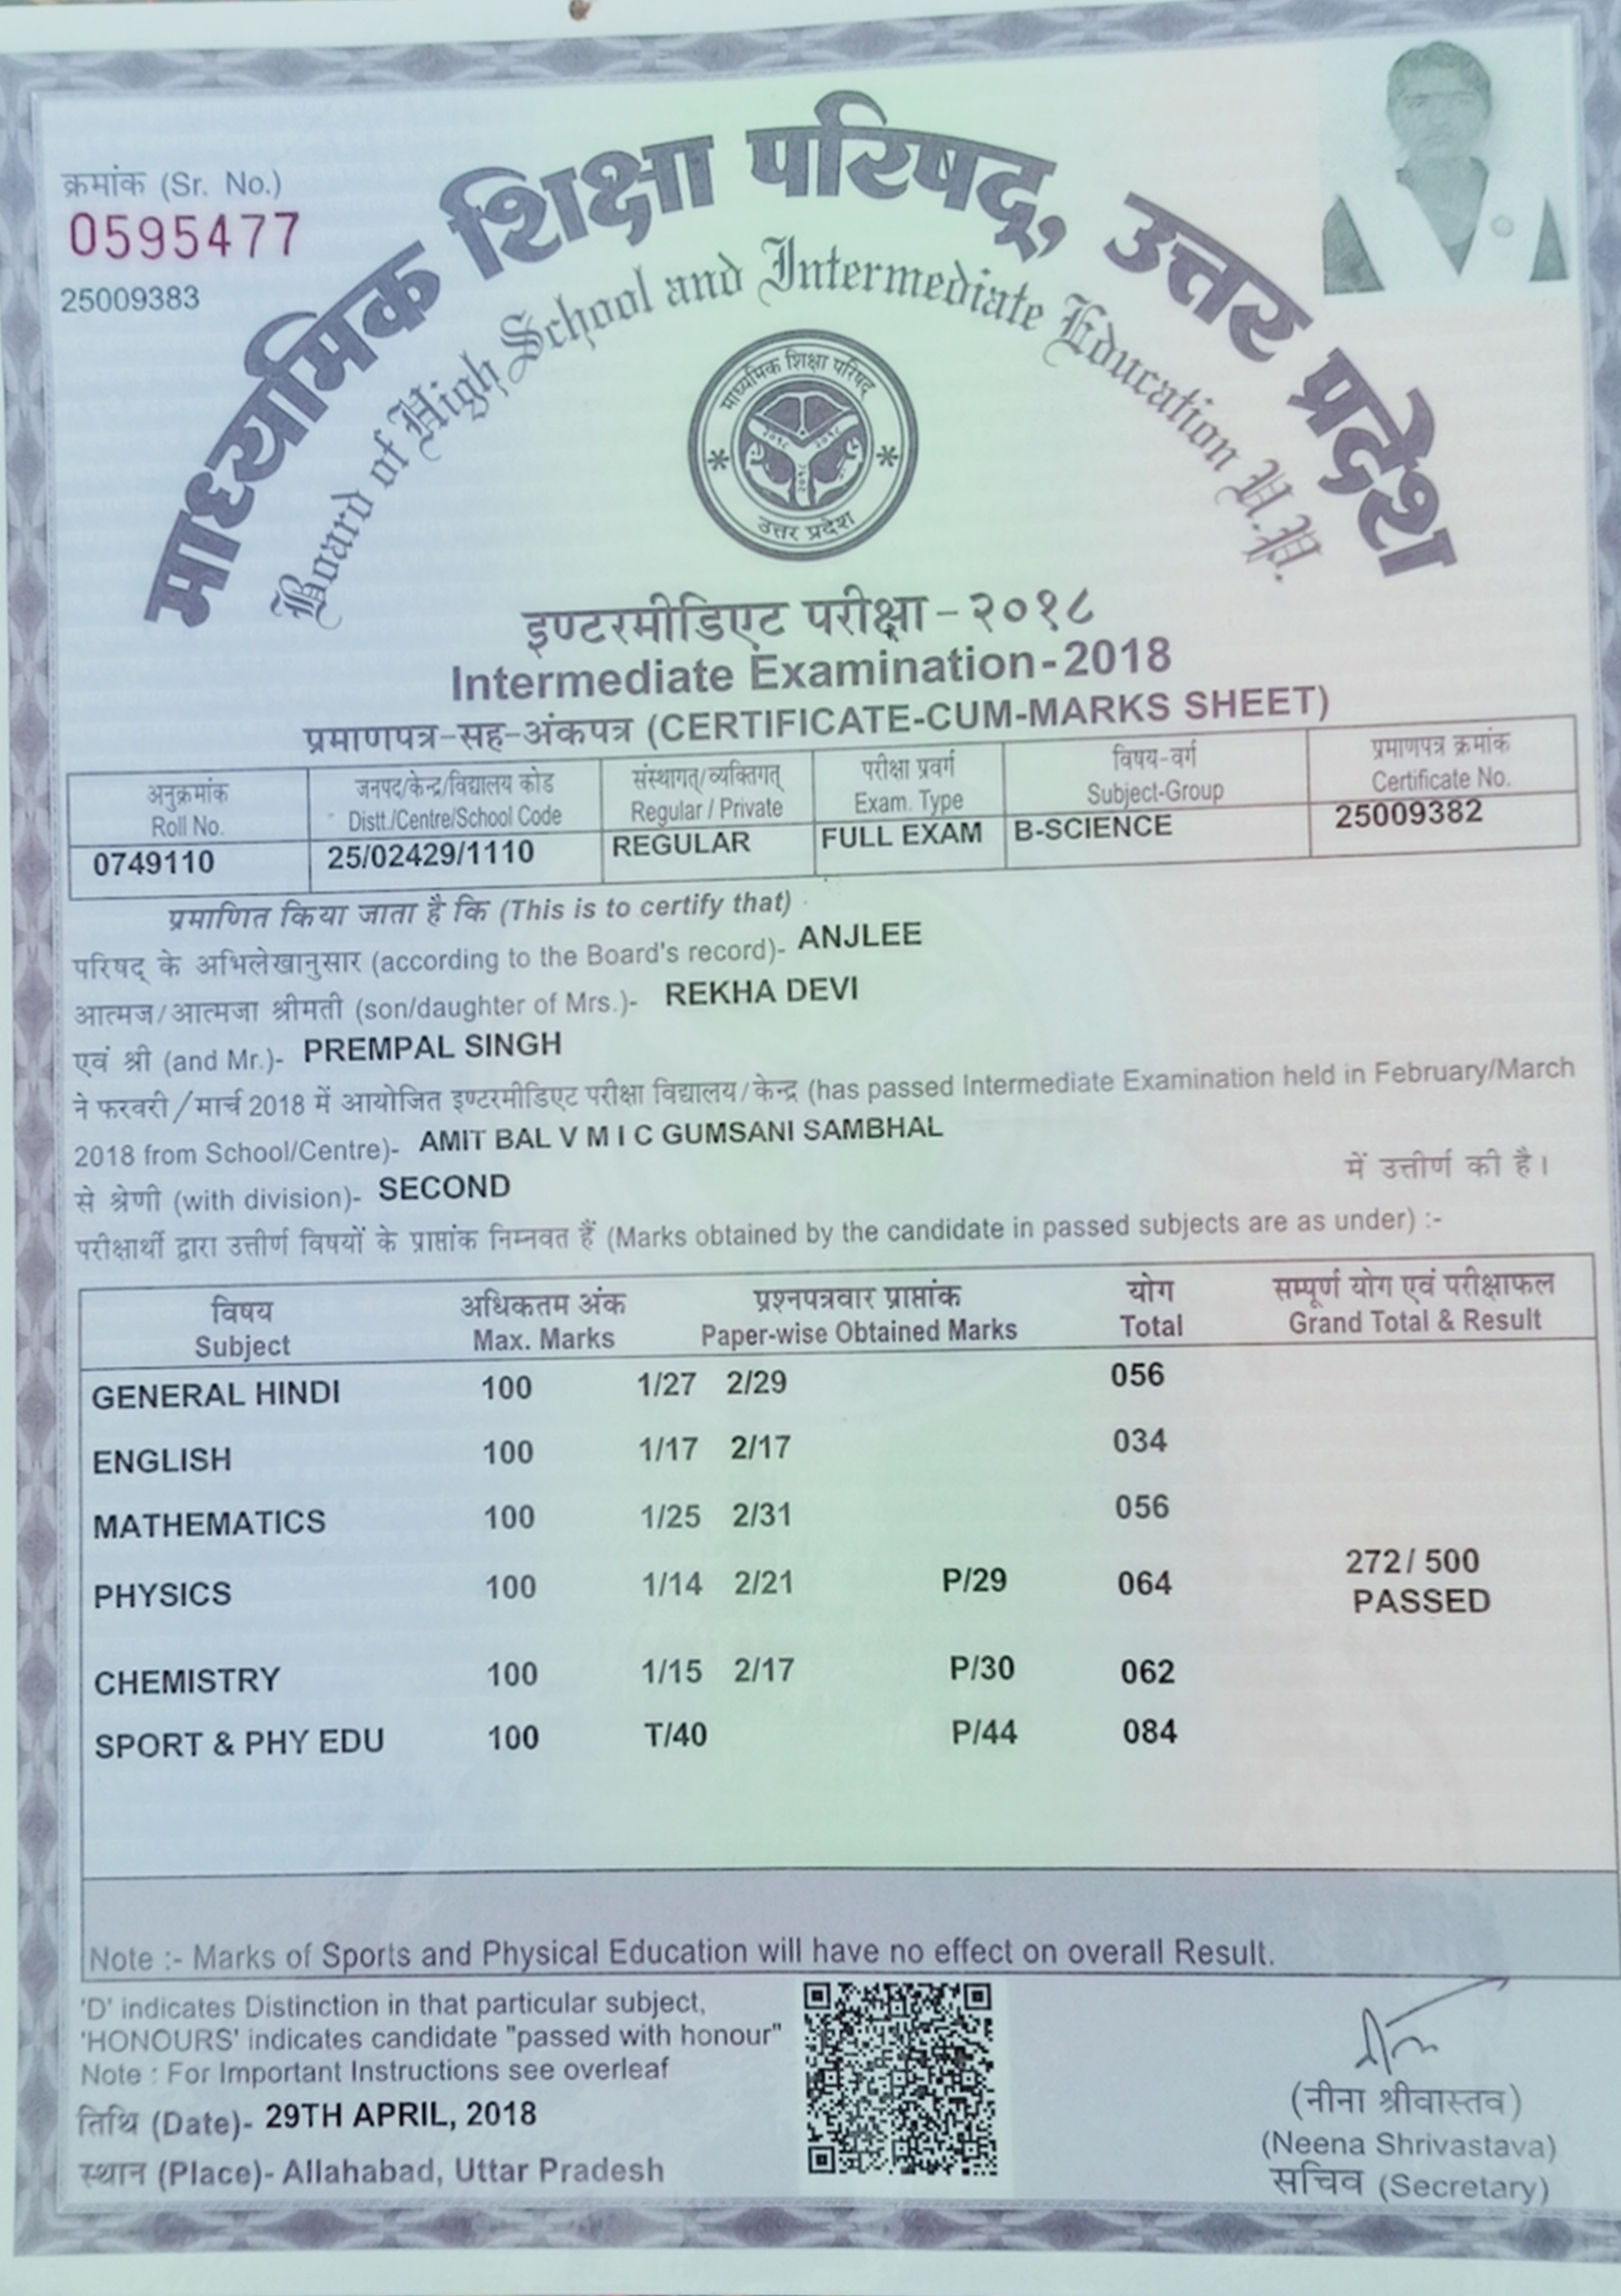 क्रमांक (Sr. No.)
0595477
25009383
माध्यमिक शिक्षा परिषद्, उत्तर प्रदेश
Board of High School and Intermediate Education U.P.
माध्यमिक शिक्षा परिषद्
उत्तर प्रदेश
इण्टरमीडिएट परीक्षा - २०१८
Intermediate Examination - 2018
प्रमाणपत्र-सह-अंकपत्र (CERTIFICATE-CUM-MARKS SHEET)
अनुक्रमांक जनपद/केन्द्र/विद्यालय कोड संस्थागत्/व्यक्तिगत् परीक्षा प्रवर्ग विषय-वर्ग प्रमाणपत्र क्रमांक
Roll No. Distt./Centre/School Code Regular / Private Exam. Type Subject-Group Certificate No.
0749110 25/02429/1110 REGULAR FULL EXAM B-SCIENCE 25009382
प्रमाणित किया जाता है कि (This is to certify that)
परिषद् के अभिलेखानुसार (according to the Board's record)- ANJLEE
आत्मज/आत्मजा श्रीमती (son/daughter of Mrs.)- REKHA DEVI
एवं श्री (and Mr.)- PREMPAL SINGH
ने फरवरी/मार्च 2018 में आयोजित इण्टरमीडिएट परीक्षा विद्यालय/केन्द्र (has passed Intermediate Examination held in February/March
2018 from School/Centre)- AMIT BAL V M I C GUMSANI SAMBHAL
से श्रेणी (with division)- SECOND में उत्तीर्ण की है।
परीक्षार्थी द्वारा उत्तीर्ण विषयों के प्राप्तांक निम्नवत हैं (Marks obtained by the candidate in passed subjects are as under) :-
विषय अधिकतम अंक प्रश्नपत्रवार प्राप्तांक योग सम्पूर्ण योग एवं परीक्षाफल
Subject Max. Marks Paper-wise Obtained Marks Total Grand Total & Result
GENERAL HINDI 100 1/27 2/29 056
ENGLISH 100 1/17 2/17 034
MATHEMATICS 100 1/25 2/31 056
PHYSICS 100 1/14 2/21 P/29 064 272/ 500
PASSED
CHEMISTRY 100 1/15 2/17 P/30 062
SPORT & PHY EDU 100 T/40 P/44 084
Note :- Marks of Sports and Physical Education will have no effect on overall Result.
'D' indicates Distinction in that particular subject,
'HONOURS' indicates candidate "passed with honour"
Note : For Important Instructions see overleaf
तिथि (Date)- 29TH APRIL, 2018
स्थान (Place)- Allahabad, Uttar Pradesh
(नीना श्रीवास्तव)
(Neena Shrivastava)
सचिव (Secretary)